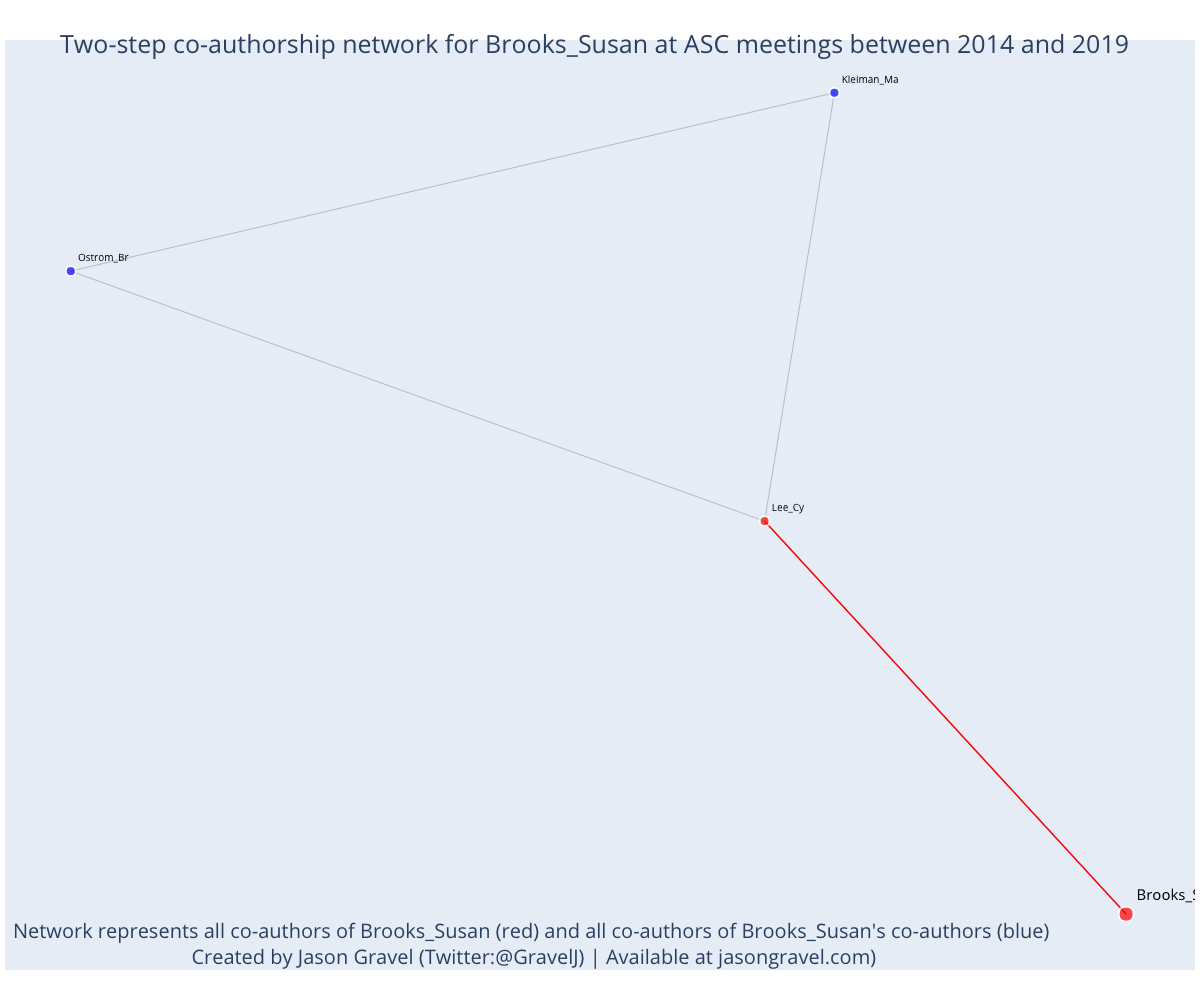 Two-step co-authorship network for Brooks_Susan at ASC meetings between 2014 and 2019
Kleiman_Ma
Ostrom_Br
Lee_Cy
Brooks_S
Network represents all co-authors of Brooks_Susan (red) and all co-authors of Brooks_Susan's co-authors (blue)
Created by Jason Gravel (Twitter:@GravelJ) | Available at jasongravel.com)